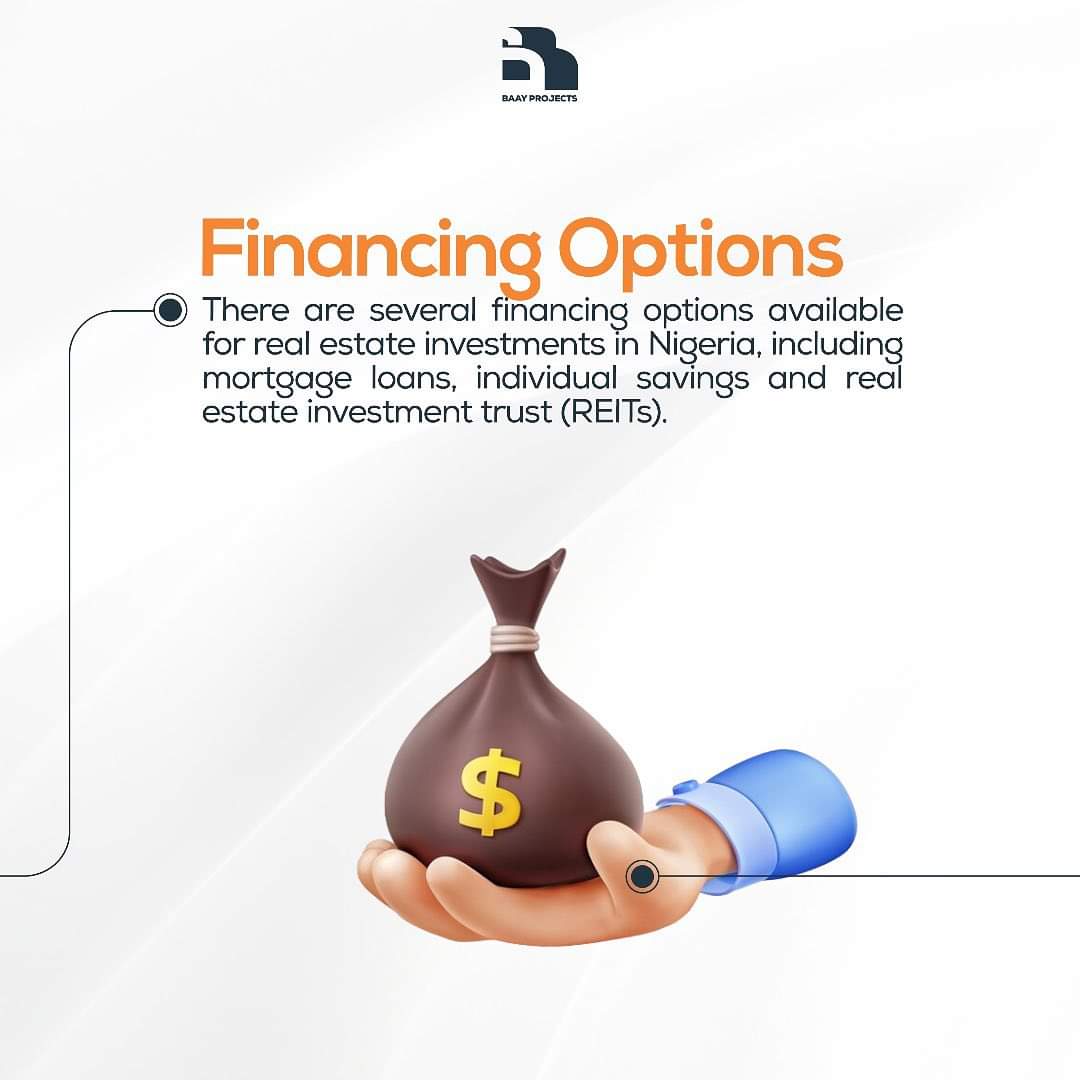 BAAY PROJECTS
Financing Options
There are several financing options available
for real estate investments in Nigeria, including
mortgage loans, individual savings and real
estate investment trust (REITs).
$